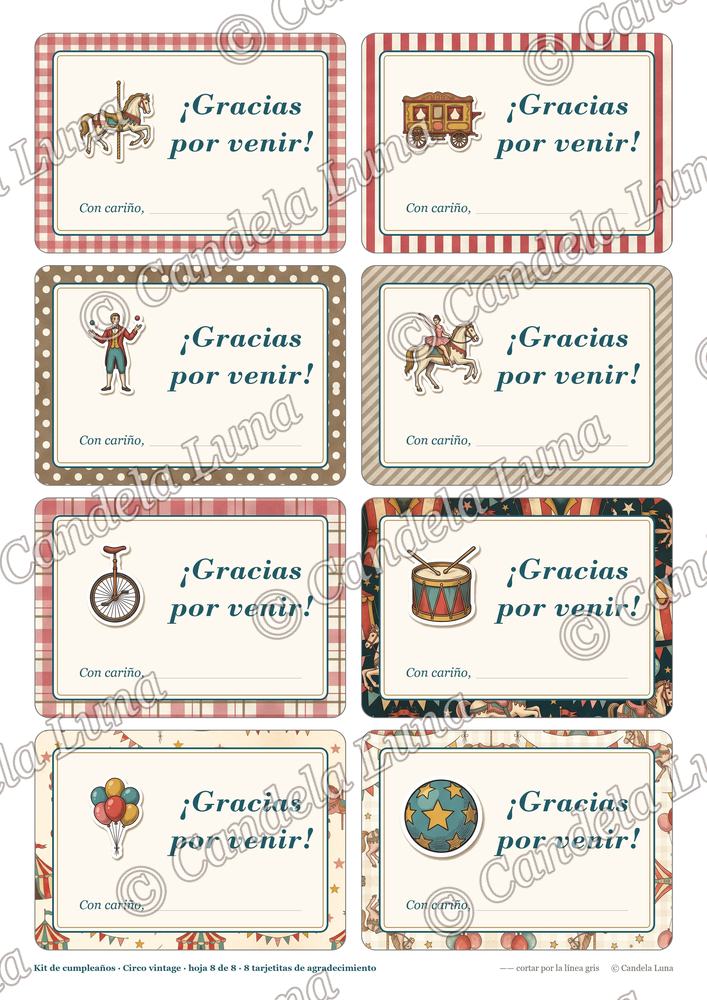 ¡Gracias
por venir!
Con cariño,
¡Gracias
por venir!
Con cariño,
¡Gracias
por venir!
Con cariño,
¡Gracias
por venir!
Con cariño,
¡Gracias
por venir!
Con cariño,
¡Gracias
por venir!
Con cariño,
¡Gracias
por venir!
Con cariño,
¡Gracias
por venir!
Con cariño,
Kit de cumpleaños · Circo vintage · hoja 8 de 8 · 8 tarjetitas de agradecimiento
—— cortar por la línea gris © Candela Luna
© Candela Luna